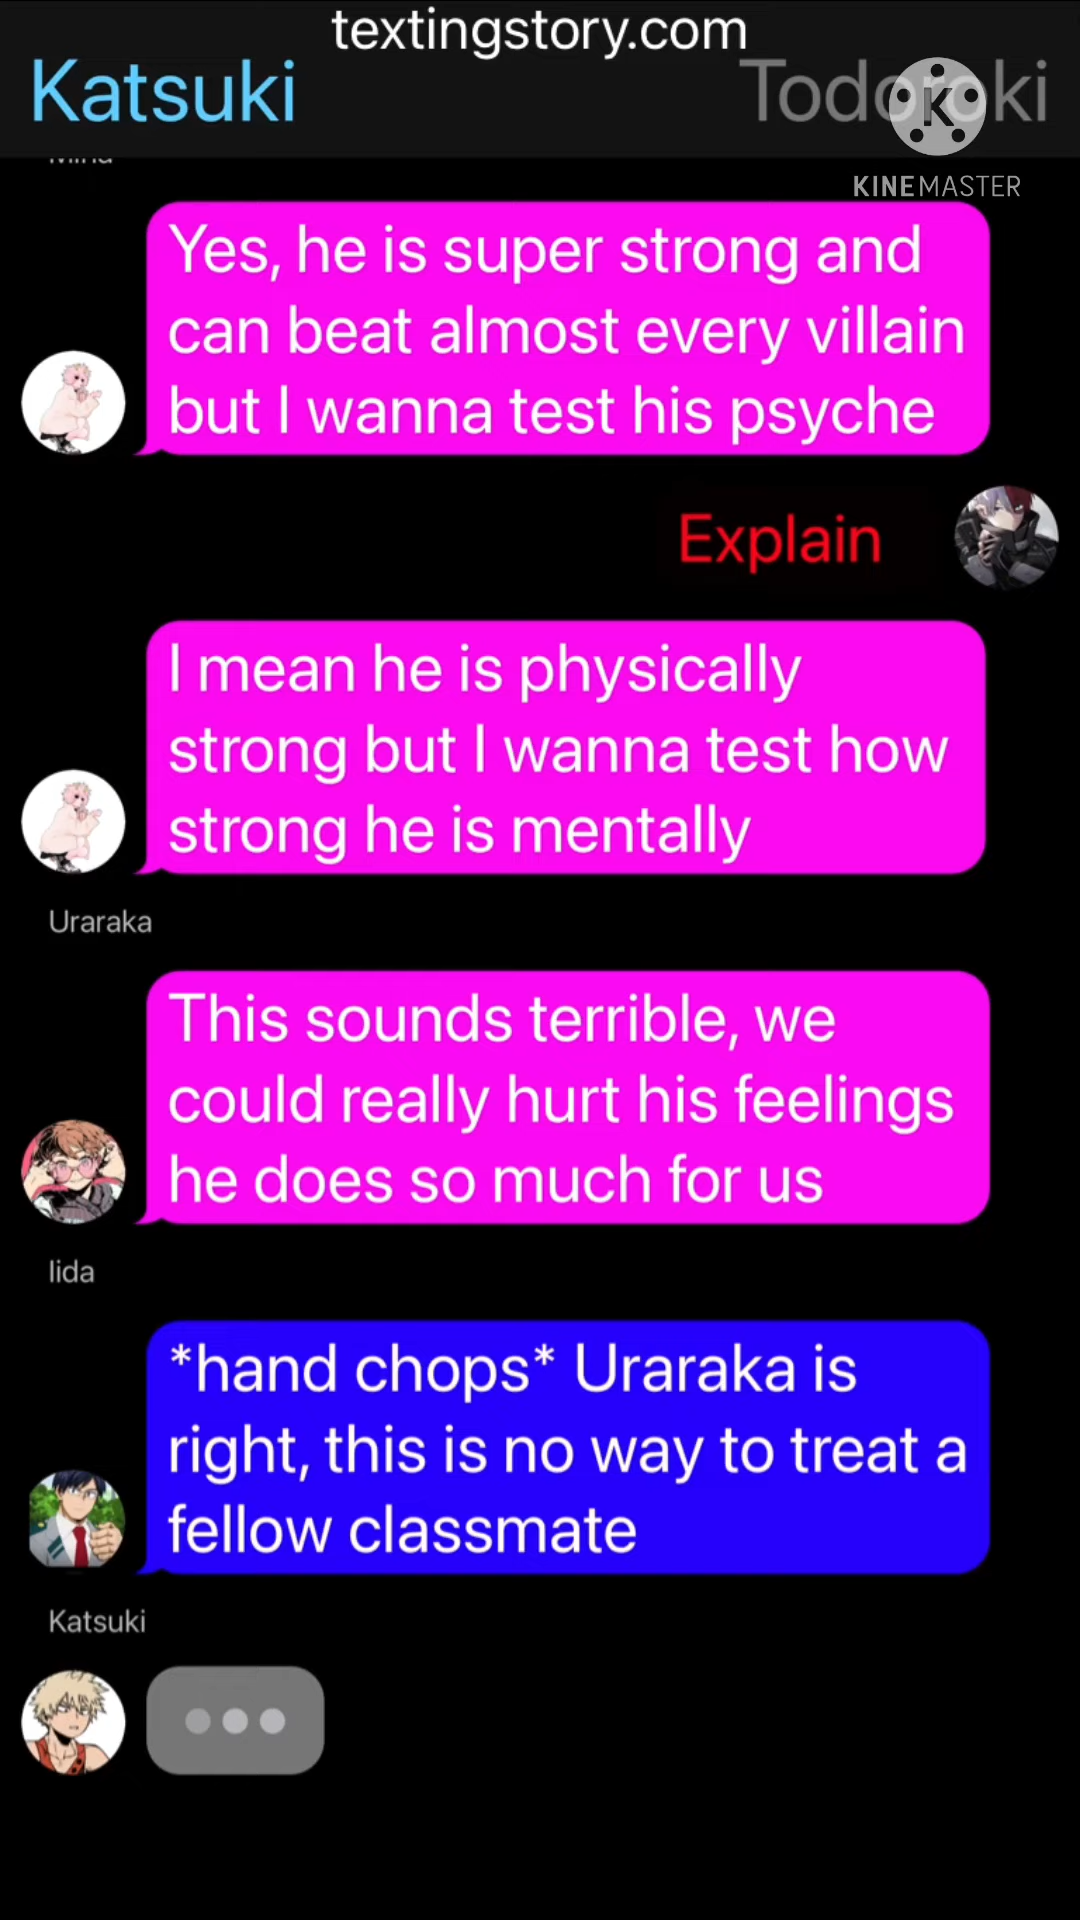 textingstory.com
Katsuki
Todoroki
KINEMASTER
Mina
Yes, he is super strong and
can beat almost every villain
but I wanna test his psyche
Explain
I mean he is physically
strong but I wanna test how
strong he is mentally
Uraraka
This sounds terrible, we
could really hurt his feelings
he does so much for us
Iida
*hand chops* Uraraka is
right, this is no way to treat a
fellow classmate
Katsuki